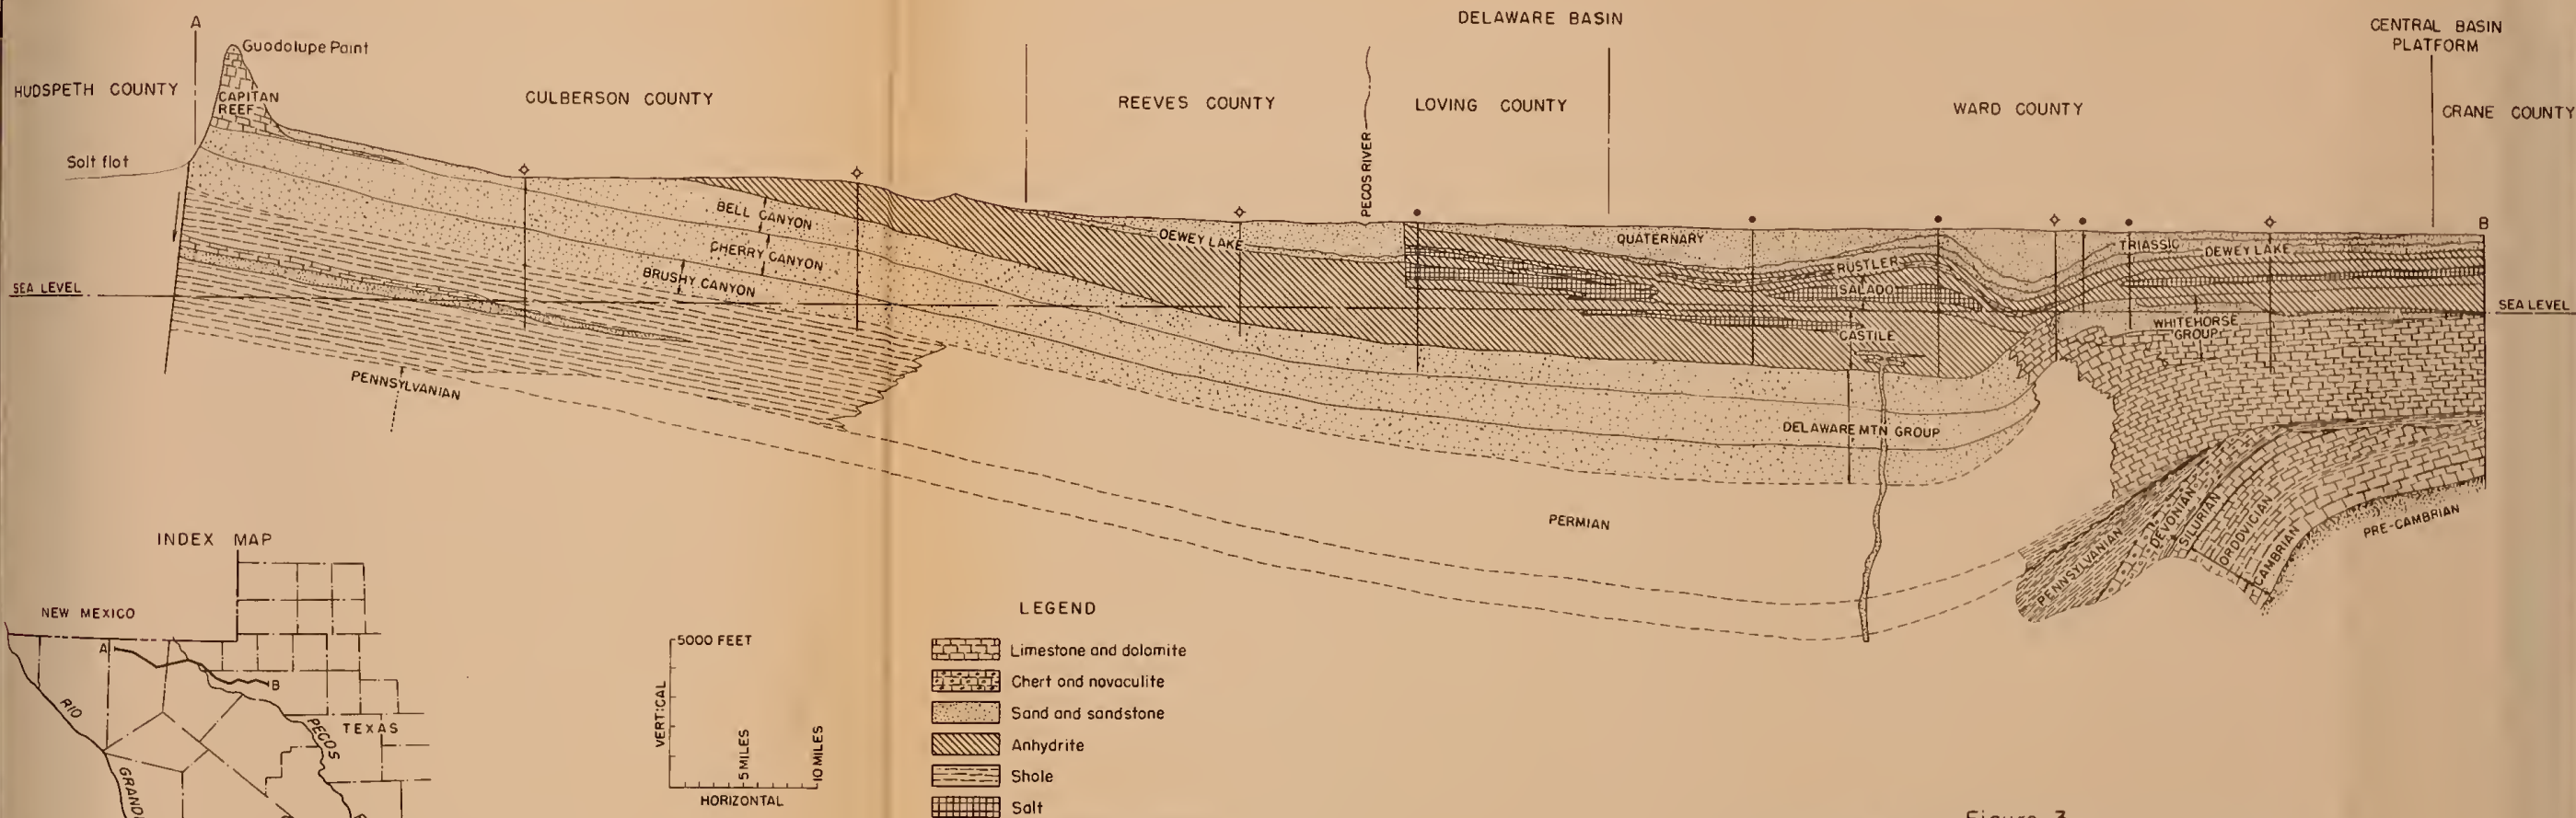 DELAWARE BASIN
CENTRAL BASIN
PLATFORM
A
Guadalupe Point
HUDSPETH COUNTY
CAPITAN
REEF
CULBERSON COUNTY
REEVES COUNTY
PECOS RIVER
LOVING COUNTY
WARD COUNTY
CRANE COUNTY
Salt flat
BELL CANYON
CHERRY CANYON
BRUSHY CANYON
DEWEY LAKE
QUATERNARY
RUSTLER
SALADO
CASTILE
TRIASSIC
DEWEY LAKE
B
WHITEHORSE
GROUP
SEA LEVEL
SEA LEVEL
PENNSYLVANIAN
DELAWARE MTN GROUP
PERMIAN
PENNSYLVANIAN
DEVONIAN
SILURIAN
ORDOVICIAN
CAMBRIAN
PRE-CAMBRIAN
INDEX MAP
NEW MEXICO
A
B
RIO
GRANDE
PECOS
TEXAS
5000 FEET
VERTICAL
5 MILES
10 MILES
HORIZONTAL
LEGEND
Limestone and dolomite
Chert and novaculite
Sand and sandstone
Anhydrite
Shale
Salt
Figure 3